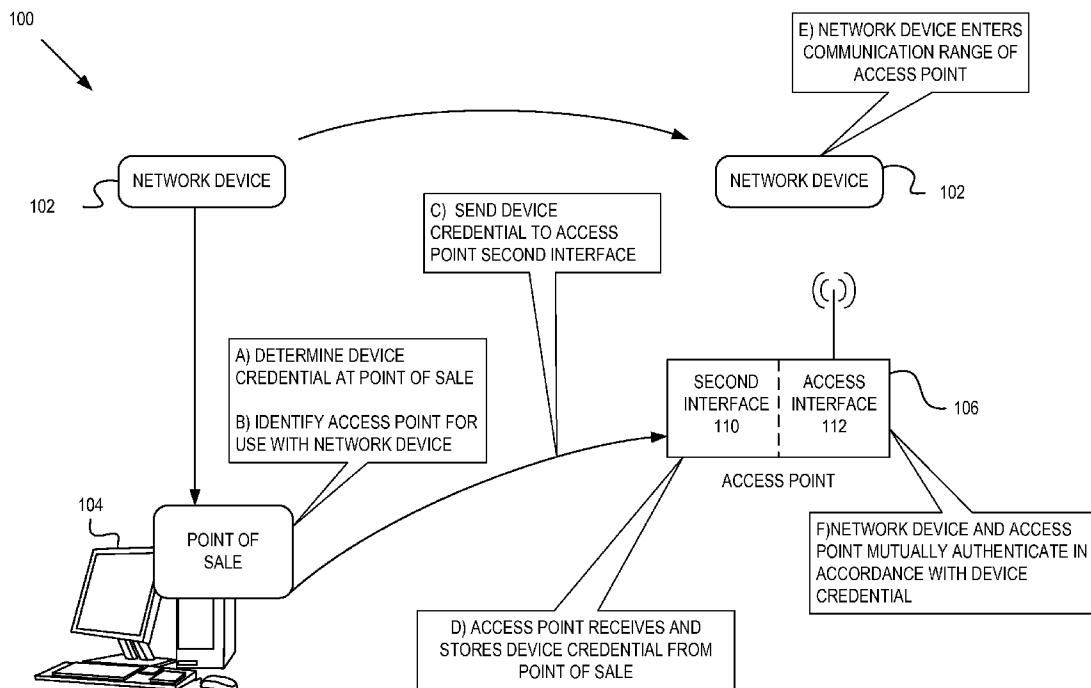 100
E) NETWORK DEVICE ENTERS
COMMUNICATION RANGE OF
ACCESS POINT
NETWORK DEVICE
102
NETWORK DEVICE
102
C) SEND DEVICE
CREDENTIAL TO ACCESS
POINT SECOND INTERFACE
A) DETERMINE DEVICE
CREDENTIAL AT POINT OF SALE
B) IDENTIFY ACCESS POINT FOR
USE WITH NETWORK DEVICE
SECOND
INTERFACE
110
ACCESS
INTERFACE
112
106
ACCESS POINT
104
POINT OF
SALE
F)NETWORK DEVICE AND ACCESS
POINT MUTUALLY AUTHENTICATE IN
ACCORDANCE WITH DEVICE
CREDENTIAL
D) ACCESS POINT RECEIVES AND
STORES DEVICE CREDENTIAL FROM
POINT OF SALE